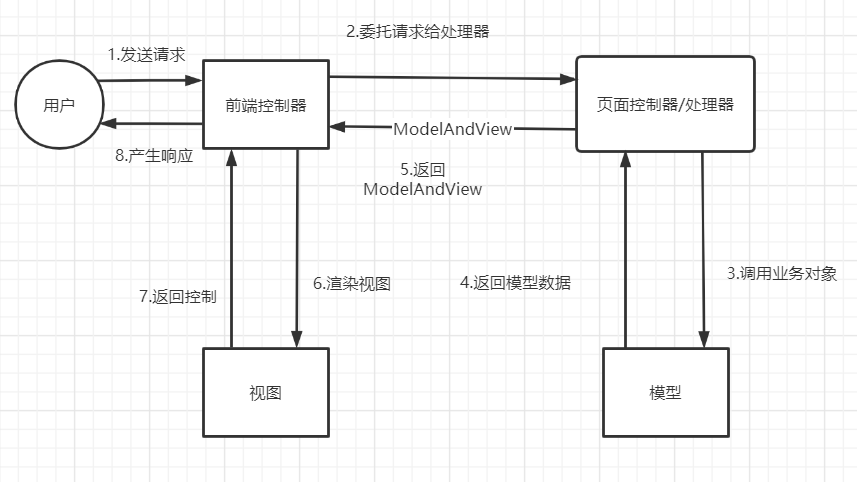 2.委托请求给处理器
1.发送请求
用户
前端控制器
页面控制器/处理器
ModelAndView
8.产生响应
5.返回
ModelAndView
7.返回控制
6.渲染视图
4.返回模型数据
3.调用业务对象
视图
模型